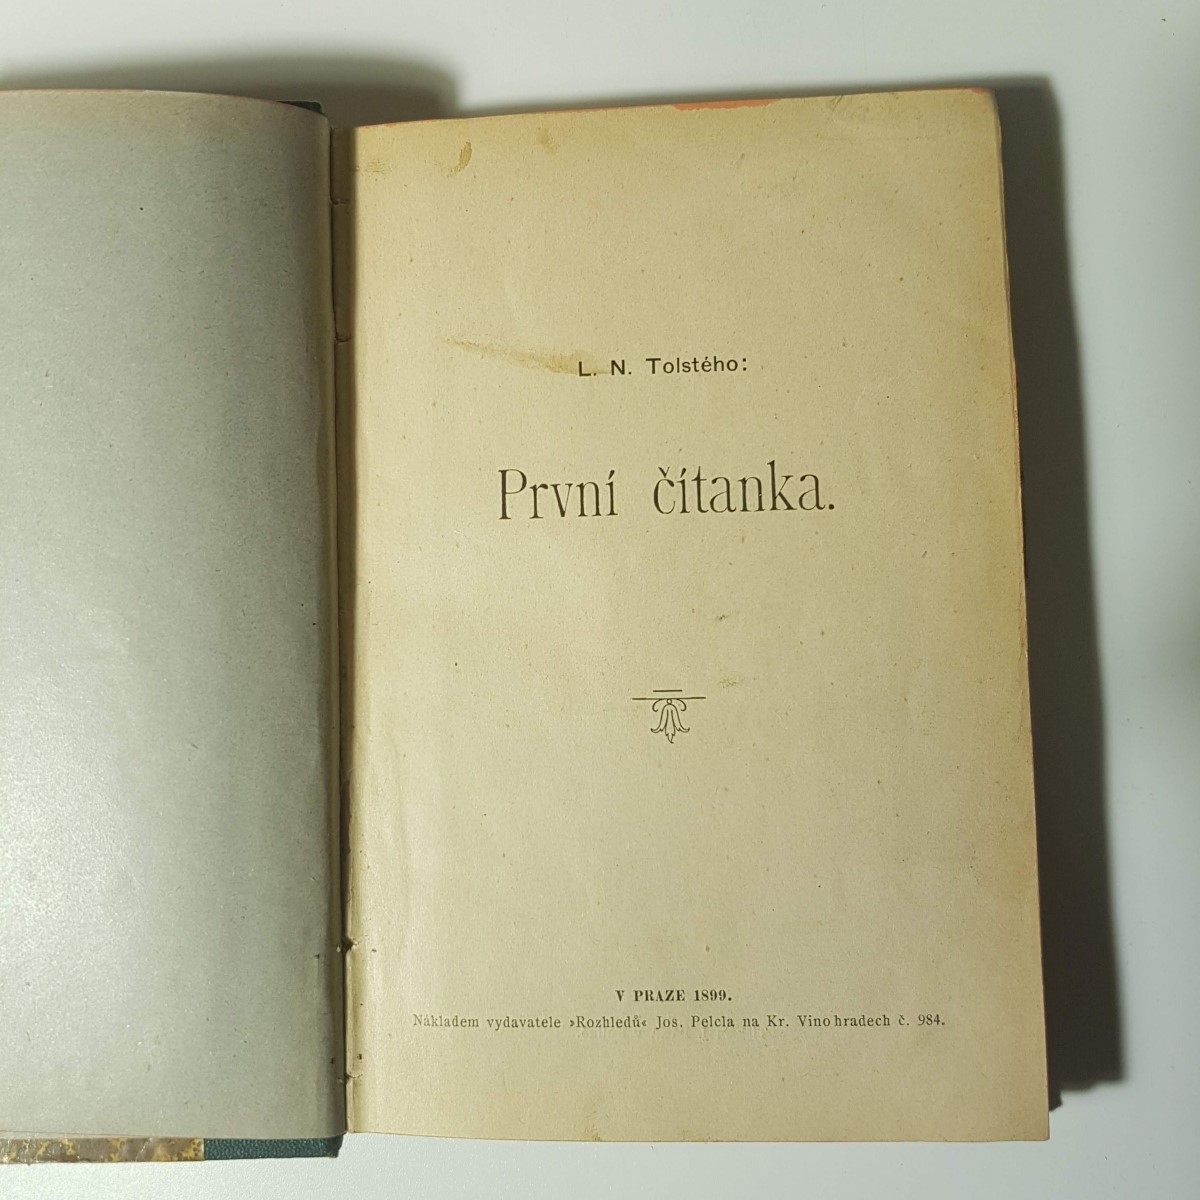 L. N. Tolstého:
První čítanka.
V PRAZE 1899.
Nákladem vydavatele »Rozhledů« Jos. Pelcla na Kr. Vinohradech č. 984.